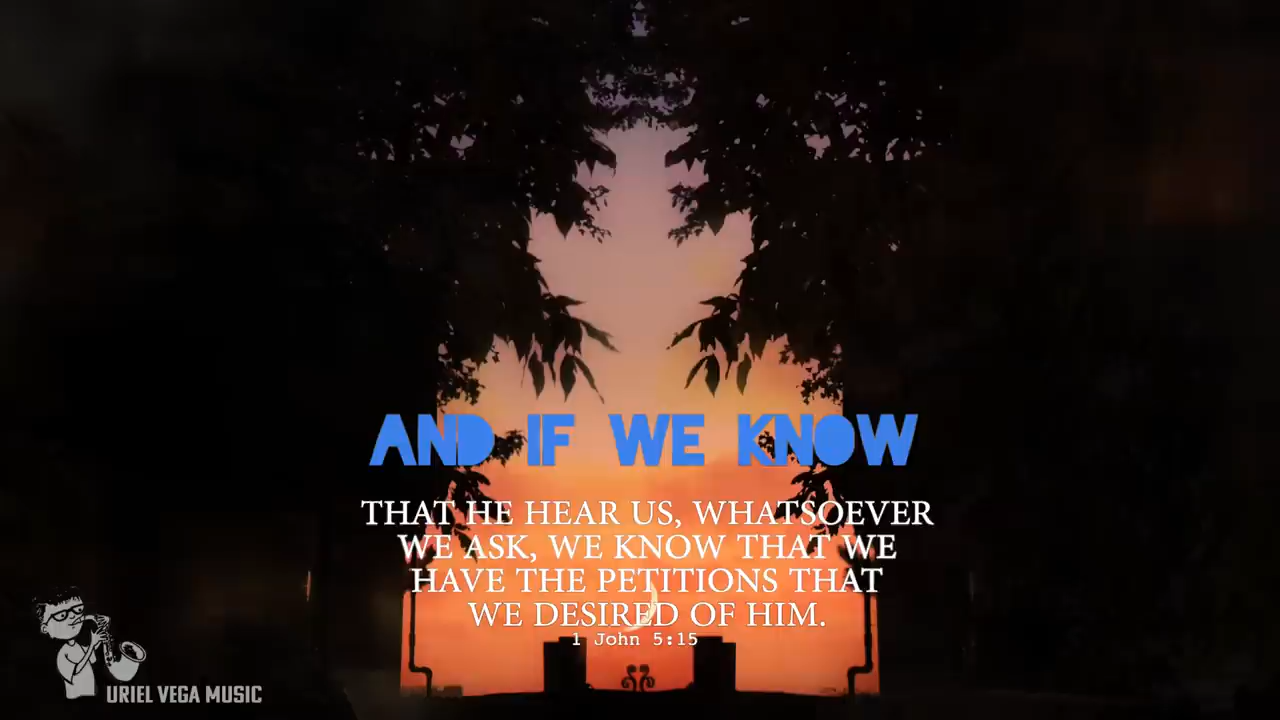 AND IF WE KNOW
THAT HE HEAR US, WHATSOEVER
WE ASK, WE KNOW THAT WE
HAVE THE PETITIONS THAT
WE DESIRED OF HIM.
1 John 5:15
URIEL VEGA MUSIC